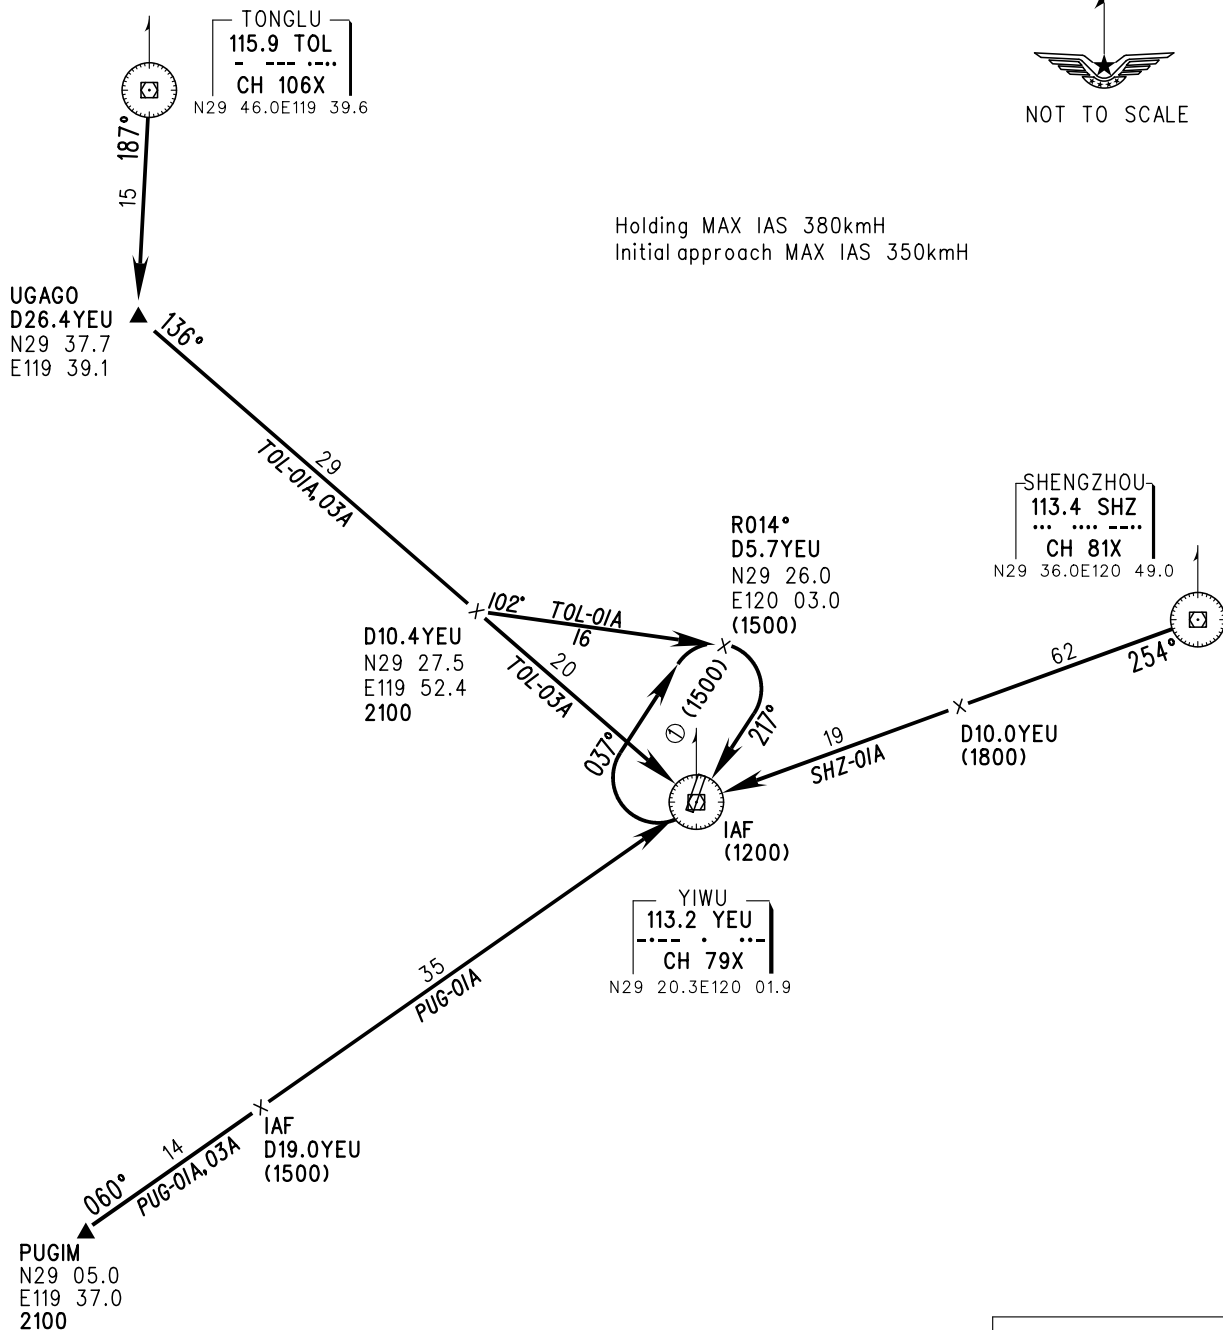 TONGLU
115.9 TOL
CH 106X
N29 46.0E119 39.6
NOT TO SCALE
187°
15
Holding MAX IAS 380kmH
Initial approach MAX IAS 350kmH
UGAGO
D26.4YEU
N29 37.7
E119 39.1
136°
29
TOL-01A,03A
SHENGZHOU
113.4 SHZ
CH 81X
N29 36.0E120 49.0
R014°
D5.7YEU
N29 26.0
E120 03.0
(1500)
102°
TOL-01A
16
D10.4YEU
N29 27.5
E119 52.4
2100
20
TOL-03A
62
254°
① (1500)
037°
217°
19
SHZ-01A
D10.0YEU
(1800)
IAF
(1200)
YIWU
113.2 YEU
CH 79X
N29 20.3E120 01.9
35
PUG-01A
IAF
D19.0YEU
(1500)
14
PUG-01A,03A
060°
PUGIM
N29 05.0
E119 37.0
2100